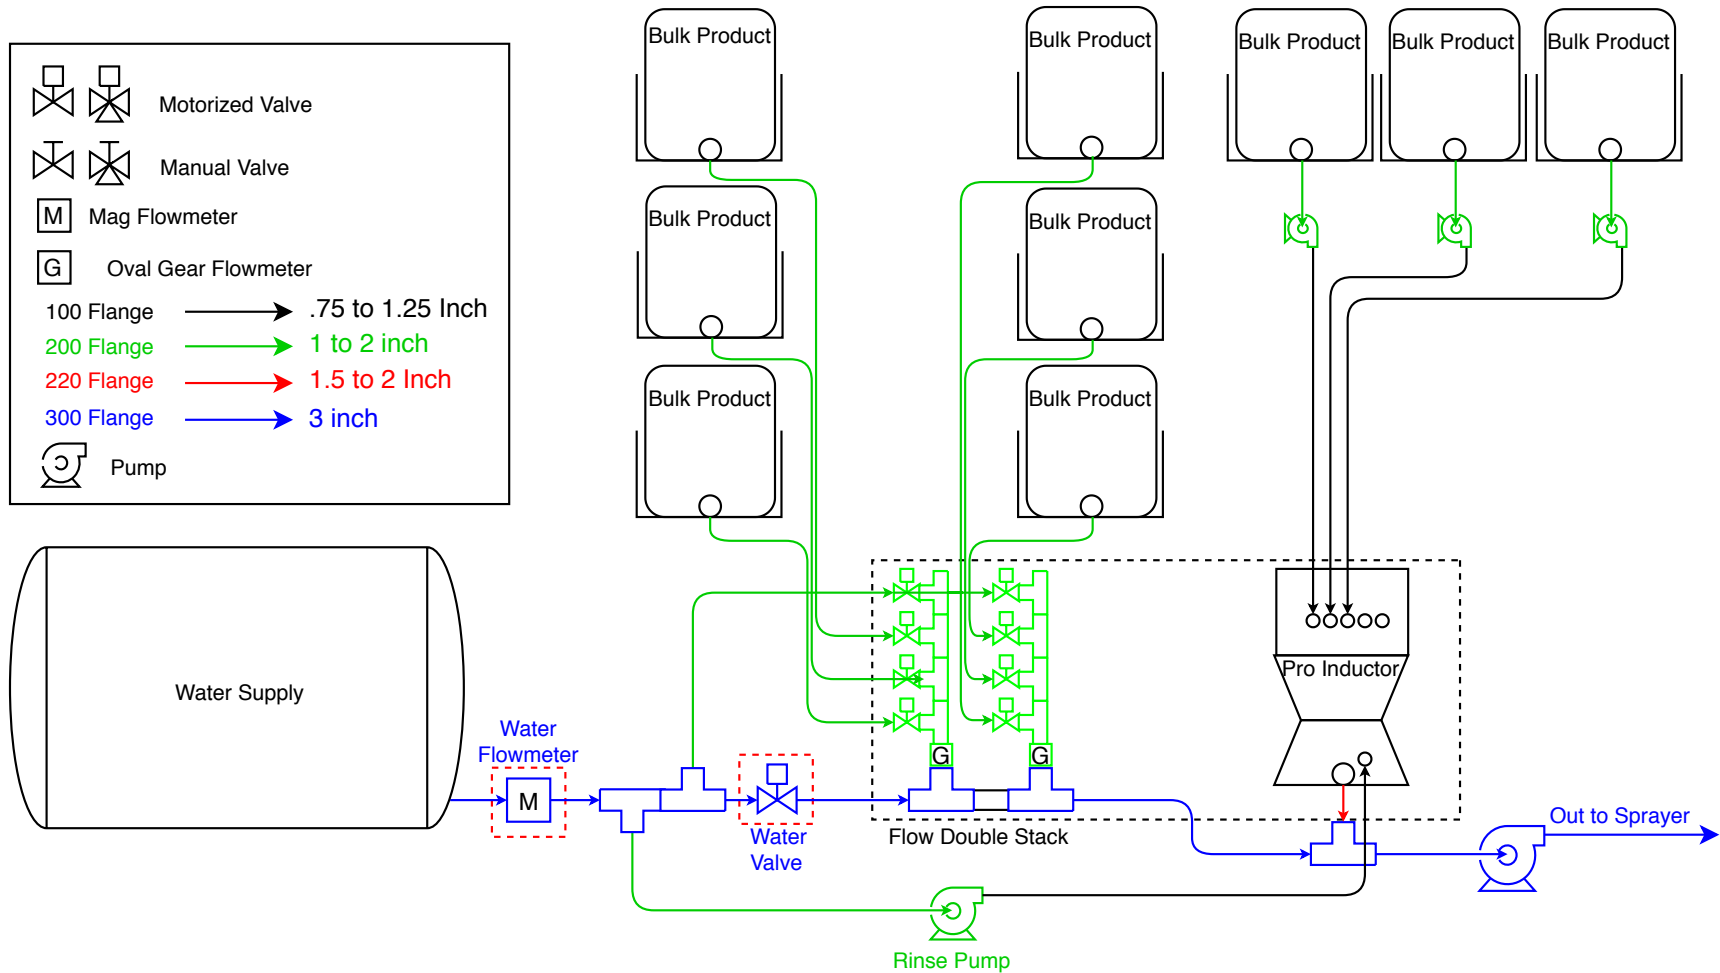 Bulk Product
Bulk Product
Bulk Product
Bulk Product
Bulk Product
Motorized Valve
Manual Valve
M
Mag Flowmeter
G
Oval Gear Flowmeter
100 Flange
.75 to 1.25 Inch
200 Flange
1 to 2 inch
220 Flange
1.5 to 2 Inch
300 Flange
3 inch
Pump
Bulk Product
Bulk Product
Bulk Product
Bulk Product
Water Supply
Pro Inductor
Water
Flowmeter
M
G
G
Water
Valve
Flow Double Stack
Out to Sprayer
Rinse Pump